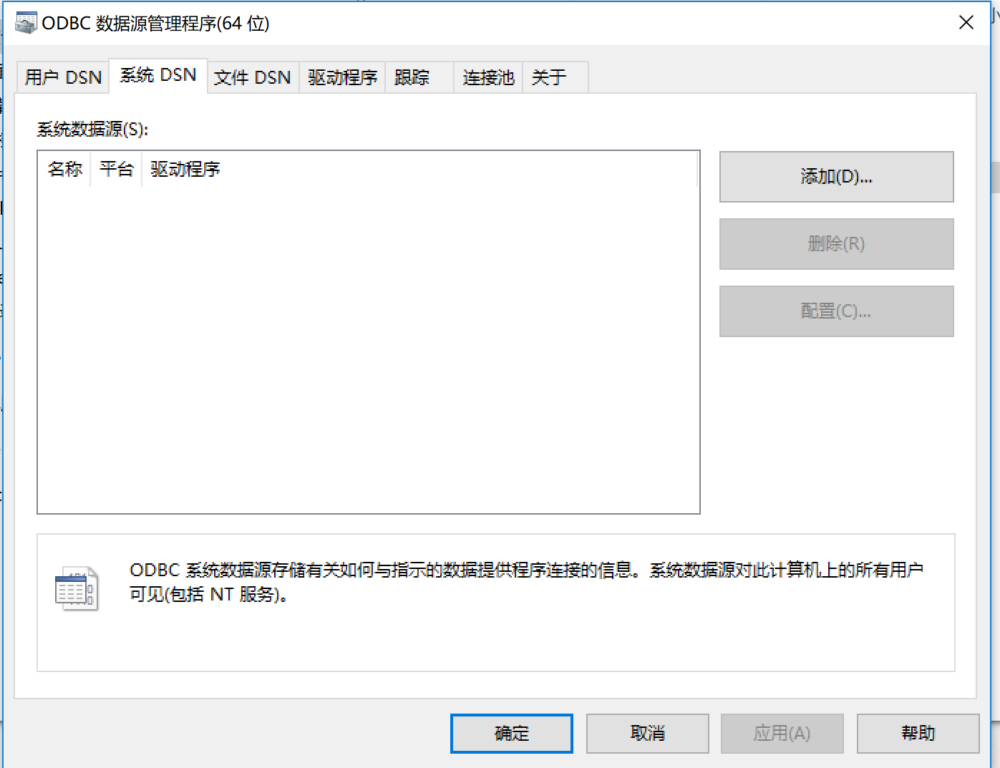 ODBC 数据源管理程序(64 位)
用户 DSN
系统 DSN
文件 DSN
驱动程序
跟踪
连接池
关于
系统数据源(S):
名称
平台
驱动程序
添加(D)...
删除(R)
配置(C)...
ODBC 系统数据源存储有关如何与指示的数据提供程序连接的信息。系统数据源对此计算机上的所有用户
可见(包括 NT 服务)。
确定
取消
应用(A)
帮助